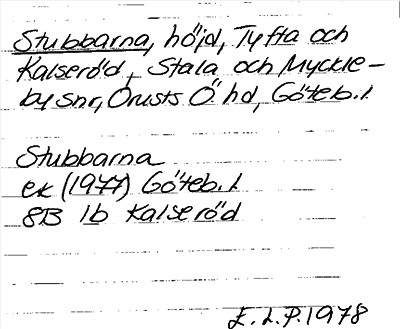 Stubbarna, höjd, Tyfta och
Kalseröd, Stala och Myckle-
by snr, Orusts Ö. hd, Göteb. l.
Stubbarna
ek (1977) Göteb. l.
8B 1b Kalseröd
E. L. P. 1978